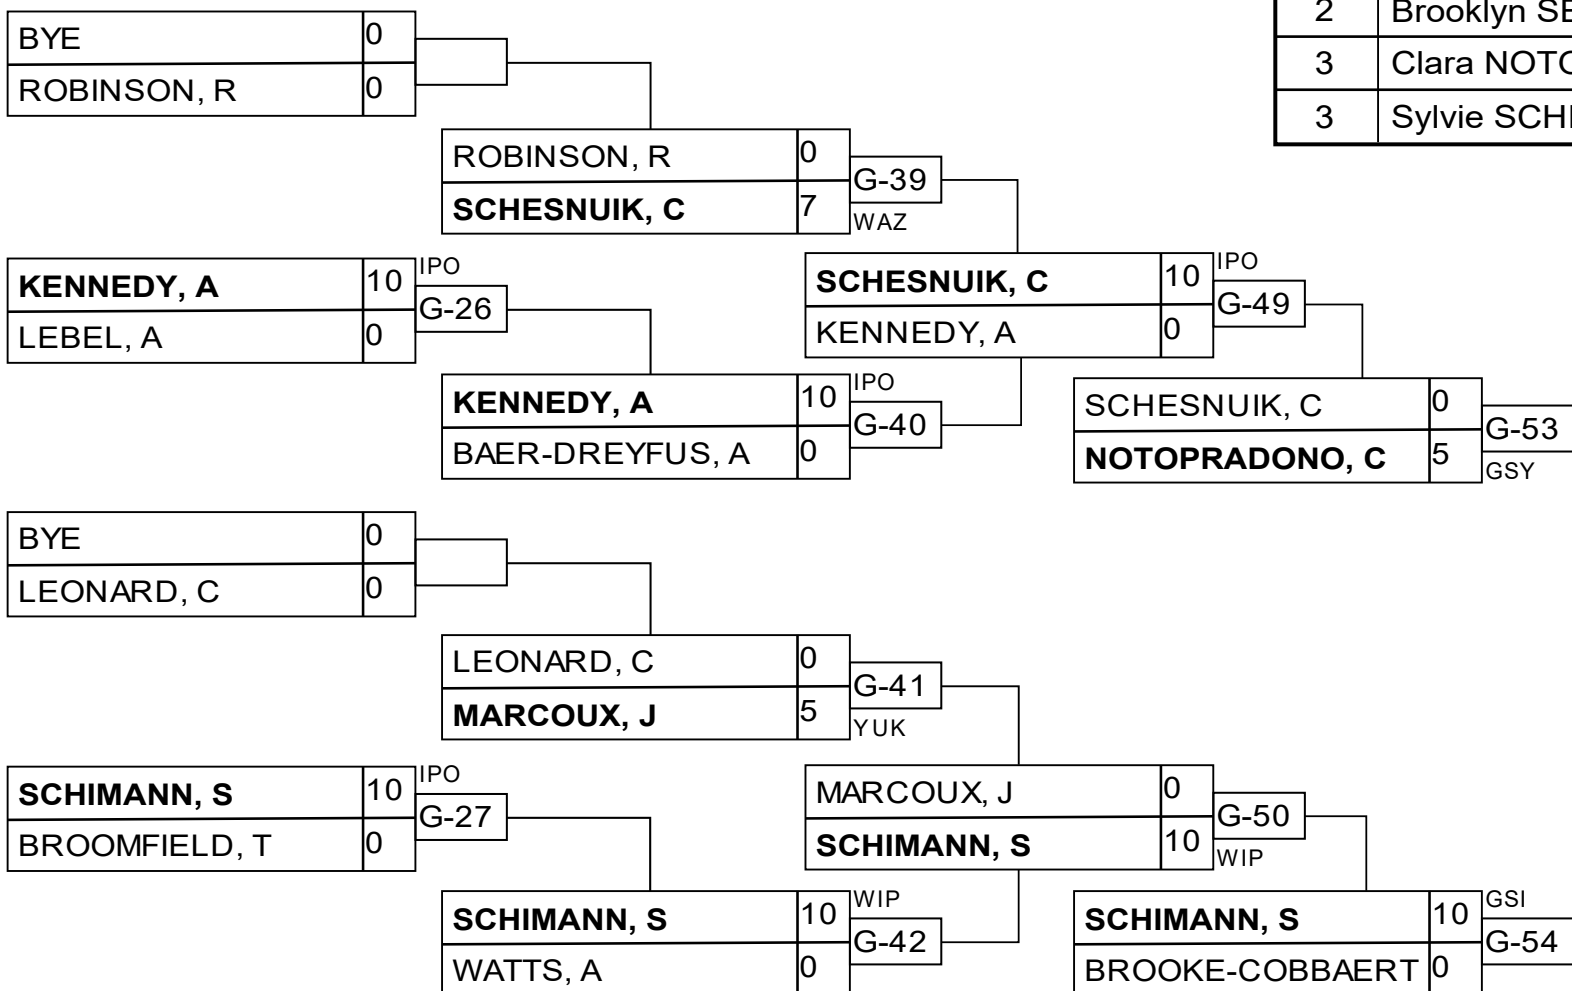 2 Brooklyn
3 Clara
3 Sylvie
BYE 0
ROBINSON, R 0
ROBINSON, R 0
G-39
SCHESNUIK, C 7
WAZ
KENNEDY, A 10 IPO
G-26
LEBEL, A 0
SCHESNUIK, C 10 IPO
G-49
KENNEDY, A 0
KENNEDY, A 10 IPO
G-40
BAER-DREYFUS, A 0
SCHESNUIK, C 0
G-53
NOTOPRADONO, C 5
GSY
BYE 0
LEONARD, C 0
LEONARD, C 0
G-41
MARCOUX, J 5
YUK
SCHIMANN, S 10 IPO
G-27
BROOMFIELD, T 0
MARCOUX, J 0
G-50
SCHIMANN, S 10
WIP
SCHIMANN, S 10 WIP
G-42
WATTS, A 0
SCHIMANN, S 10 GSI
G-54
BROOKE-COBBAERT 0